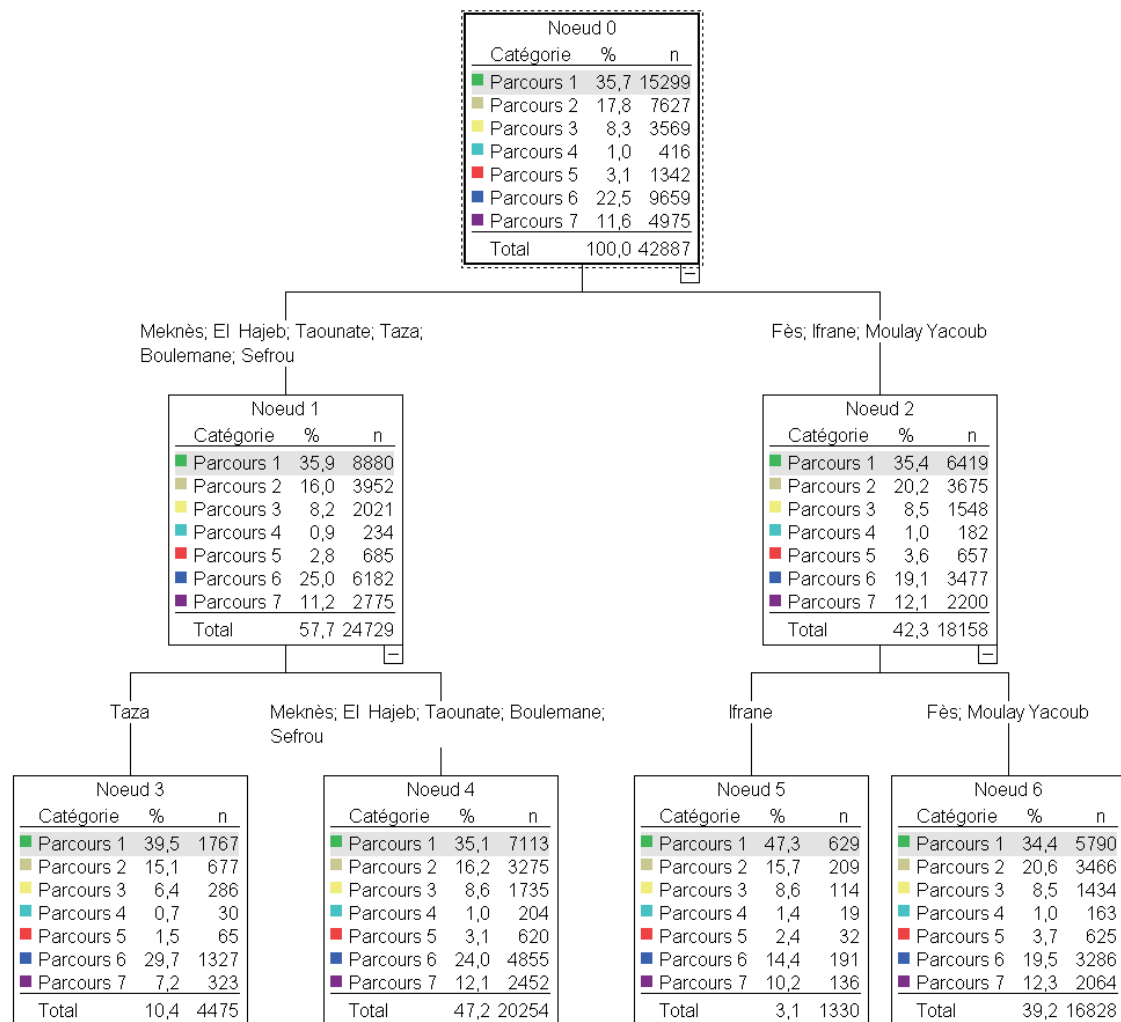 Noeud 0
Catégorie % n
Parcours 1 35,7 15299
Parcours 2 17,8 7627
Parcours 3 8,3 3569
Parcours 4 1,0 416
Parcours 5 3,1 1342
Parcours 6 22,5 9659
Parcours 7 11,6 4975
Total 100,0 42887
Meknès; El Hajeb; Taounate; Taza;
Boulemane; Sefrou
Fès; Ifrane; Moulay Yacoub
Noeud 1
Catégorie % n
Parcours 1 35,9 8880
Parcours 2 16,0 3952
Parcours 3 8,2 2021
Parcours 4 0,9 234
Parcours 5 2,8 685
Parcours 6 25,0 6182
Parcours 7 11,2 2775
Total 57,7 24729
Noeud 2
Catégorie % n
Parcours 1 35,4 6419
Parcours 2 20,2 3675
Parcours 3 8,5 1548
Parcours 4 1,0 182
Parcours 5 3,6 657
Parcours 6 19,1 3477
Parcours 7 12,1 2200
Total 42,3 18158
Taza
Meknès; El Hajeb; Taounate; Boulemane;
Sefrou
Ifrane
Fès; Moulay Yacoub
Noeud 3
Catégorie % n
Parcours 1 39,5 1767
Parcours 2 15,1 677
Parcours 3 6,4 286
Parcours 4 0,7 30
Parcours 5 1,5 65
Parcours 6 29,7 1327
Parcours 7 7,2 323
Total 10,4 4475
Noeud 4
Catégorie % n
Parcours 1 35,1 7113
Parcours 2 16,2 3275
Parcours 3 8,6 1735
Parcours 4 1,0 204
Parcours 5 3,1 620
Parcours 6 24,0 4855
Parcours 7 12,1 2452
Total 47,2 20254
Noeud 5
Catégorie % n
Parcours 1 47,3 629
Parcours 2 15,7 209
Parcours 3 8,6 114
Parcours 4 1,4 19
Parcours 5 2,4 32
Parcours 6 14,4 191
Parcours 7 10,2 136
Total 3,1 1330
Noeud 6
Catégorie % n
Parcours 1 34,4 5790
Parcours 2 20,6 3466
Parcours 3 8,5 1434
Parcours 4 1,0 163
Parcours 5 3,7 625
Parcours 6 19,5 3286
Parcours 7 12,3 2064
Total 39,2 16828